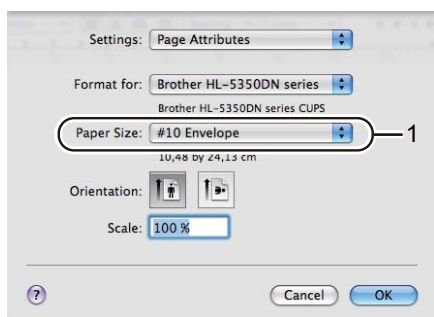 Settings: Page Attributes
Format for: Brother HL-5350DN series
Brother HL-5350DN series CUPS
Paper Size: #10 Envelope 1
10,48 by 24,13 cm
Orientation:
Scale: 100 %
? Cancel OK